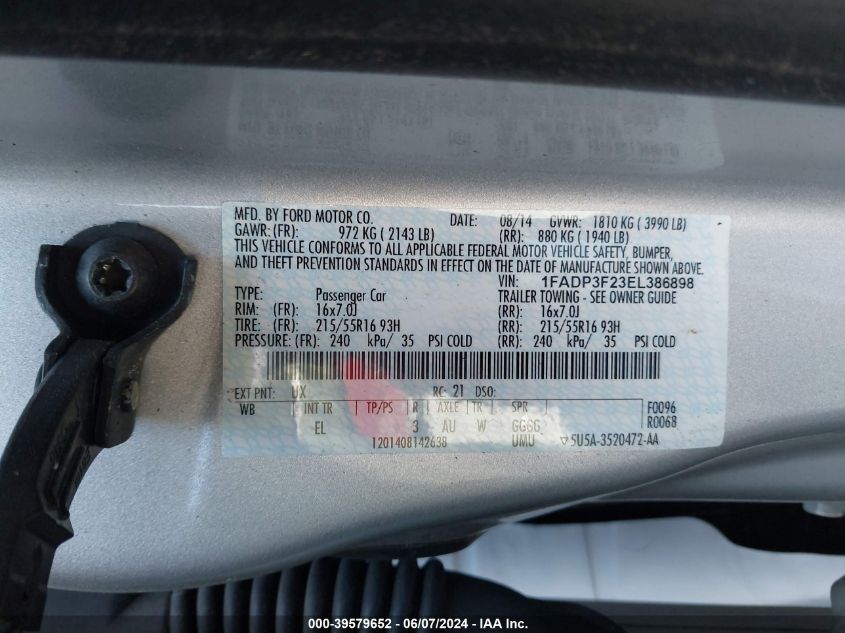 MFD. BY FORD MOTOR CO. DATE: 08/14 GVWR: 1810 KG ( 3990 LB)
GAWR: (FR): 972 KG ( 2143 LB) (RR): 880 KG ( 1940 LB)
THIS VEHICLE CONFORMS TO ALL APPLICABLE FEDERAL MOTOR VEHICLE SAFETY, BUMPER,
AND THEFT PREVENTION STANDARDS IN EFFECT ON THE DATE OF MANUFACTURE SHOWN ABOVE.
VIN: 1FADP3F23EL386898
TYPE: Passenger Car TRAILER TOWING - SEE OWNER GUIDE
RIM: (FR): 16x7.0J (RR): 16x7.0J
TIRE: (FR): 215/55R16 93H (RR): 215/55R16 93H
PRESSURE: (FR): 240 kPa/ 35 PSI COLD (RR): 240 kPa/ 35 PSI COLD
EXT PNT: UX RC: 21 DSO:
WB INT TR TP/PS R AXLE TR SPR F0096
EL 3 AU W GGGG R0068
1201408142638 UMU ▽5U5A-3520472-AA
000-39579652 - 06/07/2024 - IAA Inc.